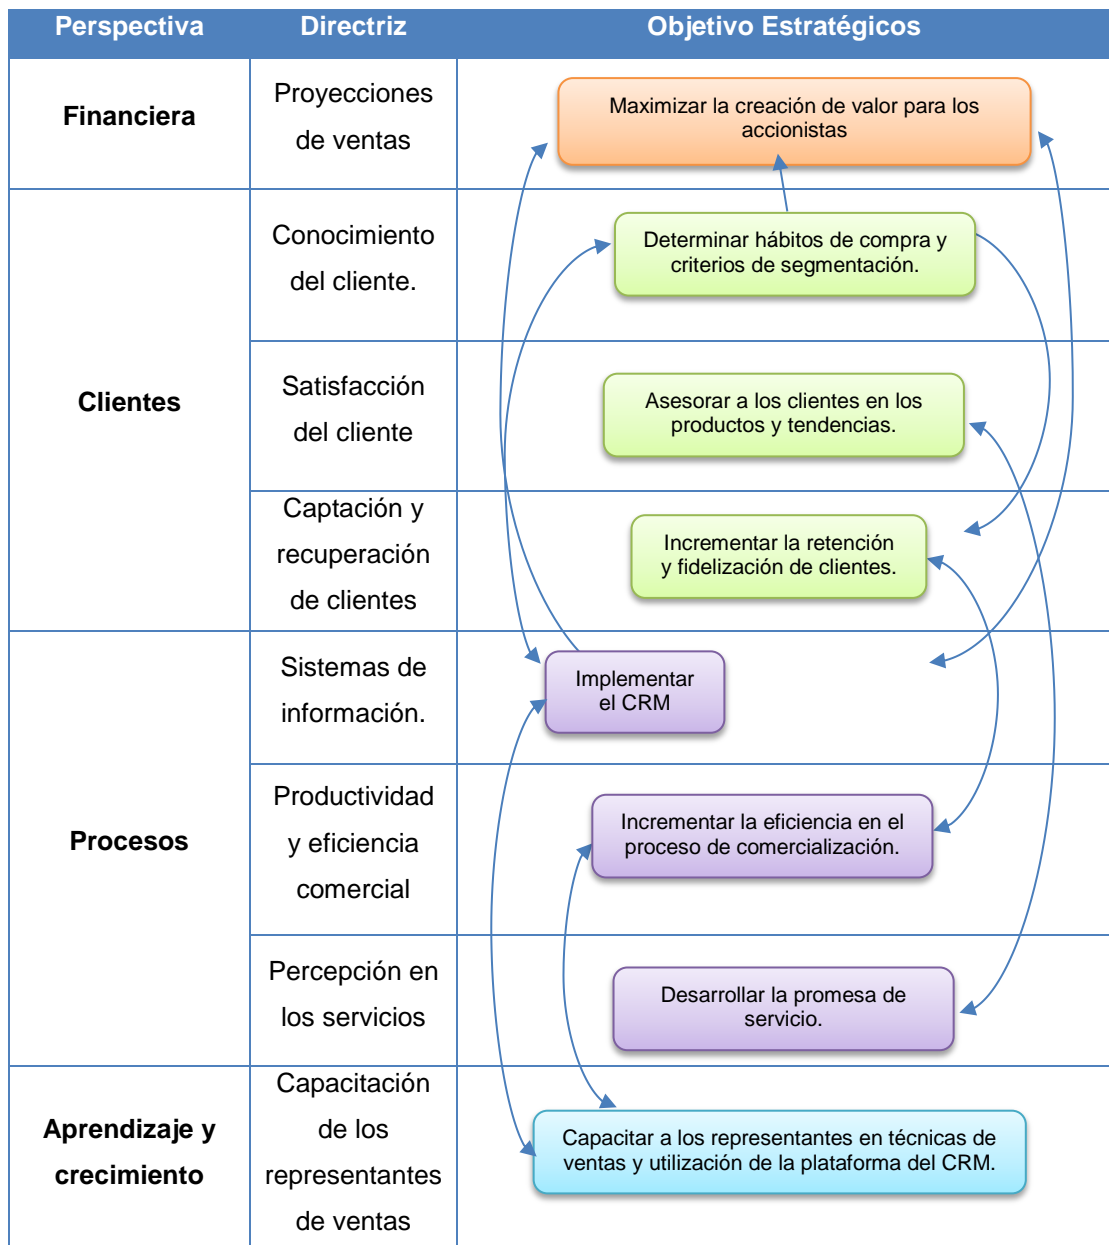 Perspectiva Directriz Objetivo Estratégicos
Financiera
Proyecciones
de ventas
Maximizar la creación de valor para los
accionistas
Clientes
Conocimiento
del cliente.
Determinar hábitos de compra y
criterios de segmentación.
Satisfacción
del cliente
Asesorar a los clientes en los
productos y tendencias.
Captación y
recuperación
de clientes
Incrementar la retención
y fidelización de clientes.
Procesos
Sistemas de
información.
Implementar
el CRM
Productividad
y eficiencia
comercial
Incrementar la eficiencia en el
proceso de comercialización.
Percepción en
los servicios
Desarrollar la promesa de
servicio.
Aprendizaje y
crecimiento
Capacitación
de los
representantes
de ventas
Capacitar a los representantes en técnicas de
ventas y utilización de la plataforma del CRM.